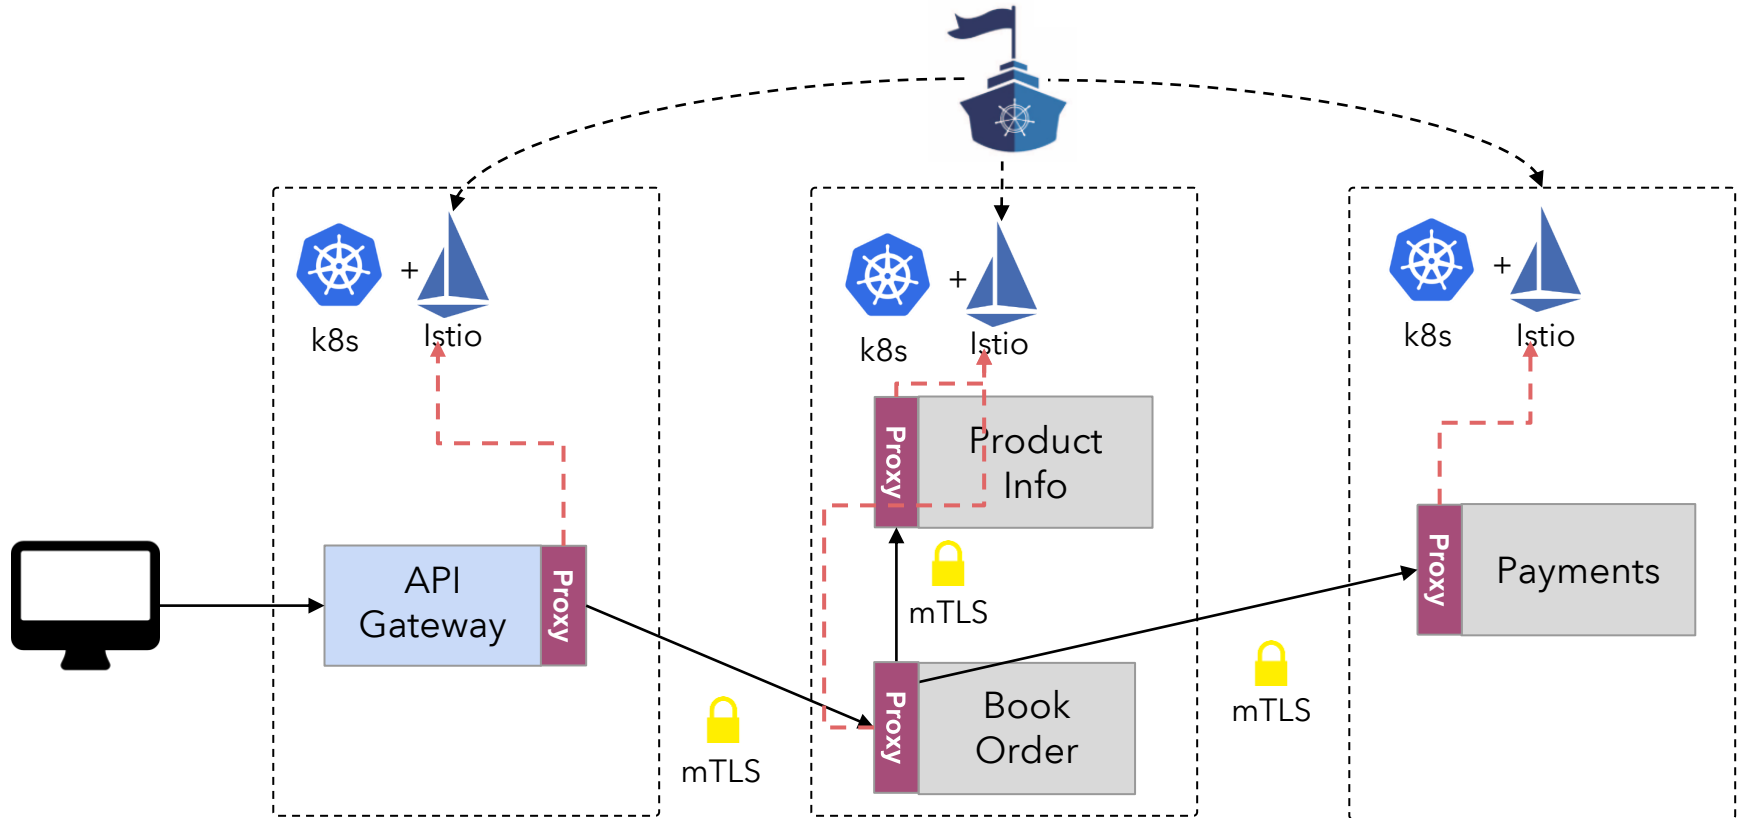 +
k8s
Istio
API
Gateway
Proxy
mTLS
+
k8s
Istio
Proxy
Product
Info
mTLS
Proxy
Book
Order
mTLS
+
k8s
Istio
Proxy
Payments